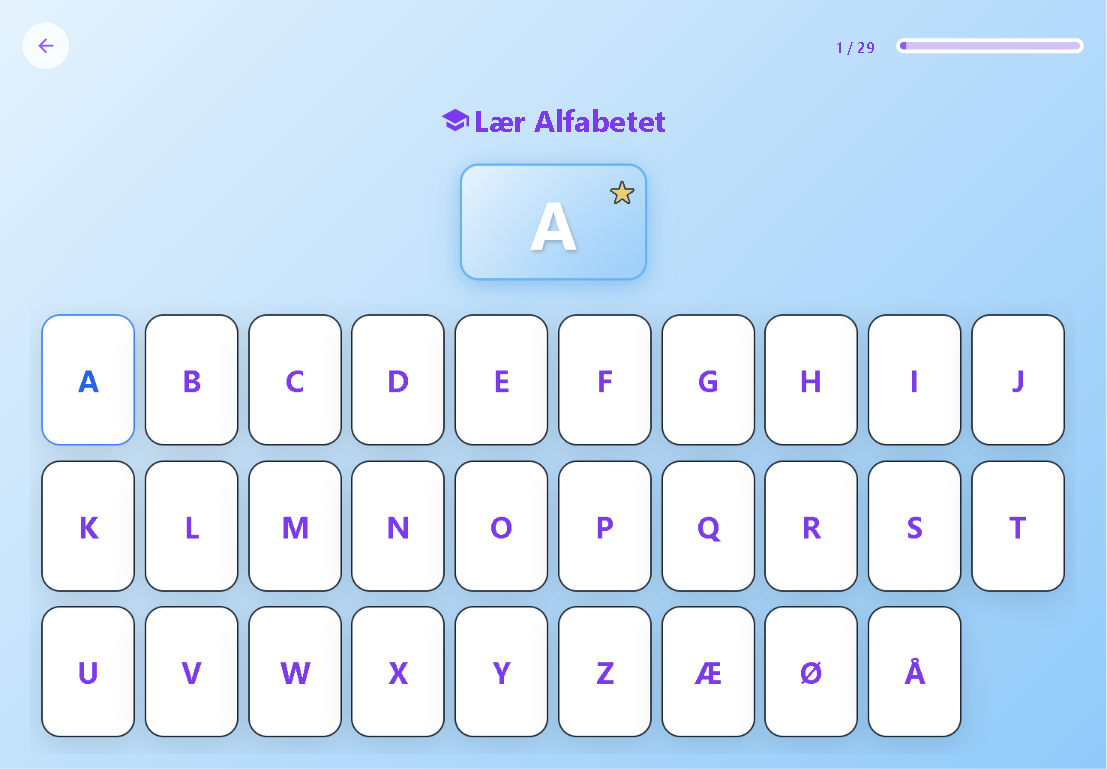 1 / 29
Lær Alfabetet
A
A B C D E F G H I J
K L M N O P Q R S T
U V W X Y Z Æ Ø Å